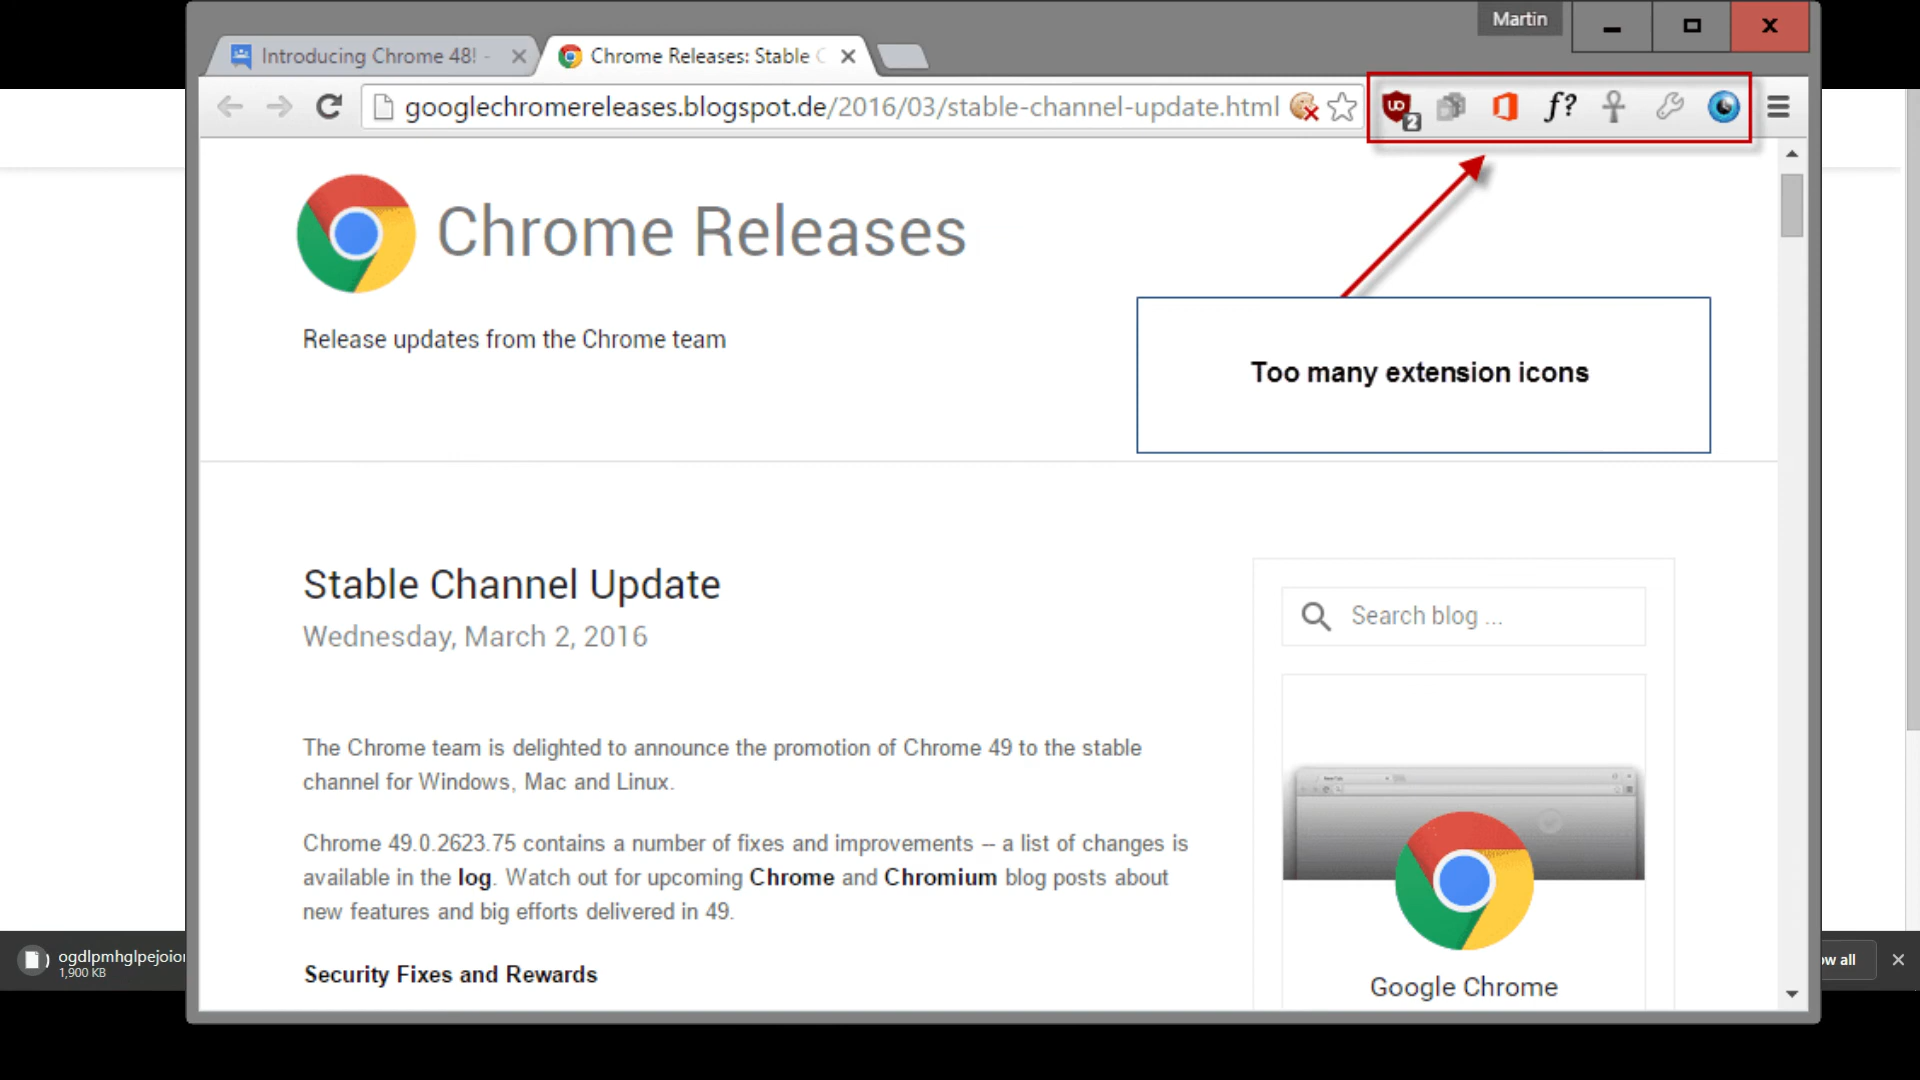 Martin
Introducing Chrome 48! -
Chrome Releases: Stable C
googlechromereleases.blogspot.de/2016/03/stable-channel-update.html
UD
2
f?
Chrome Releases
Release updates from the Chrome team
Too many extension icons
Stable Channel Update
Wednesday, March 2, 2016
Search blog ...
The Chrome team is delighted to announce the promotion of Chrome 49 to the stable
channel for Windows, Mac and Linux.
Chrome 49.0.2623.75 contains a number of fixes and improvements -- a list of changes is
available in the log. Watch out for upcoming Chrome and Chromium blog posts about
new features and big efforts delivered in 49.
Security Fixes and Rewards
Google Chrome
ogdlpmhglpejoior
1,900 KB
ow all